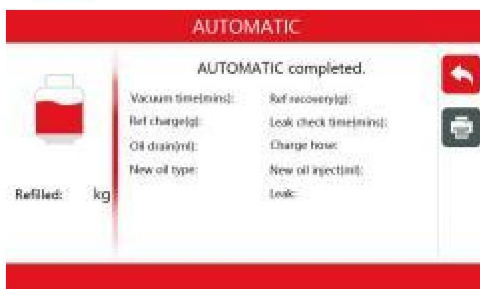 AUTOMATIC
AUTOMATIC completed.
Vacuum time(mins):
Ref recovery(g):
Ref charge(g):
Leak check time(mins):
Oil drain(ml):
Charge hose:
New oil type:
New oil inject(ml):
Leak:
Refilled: kg